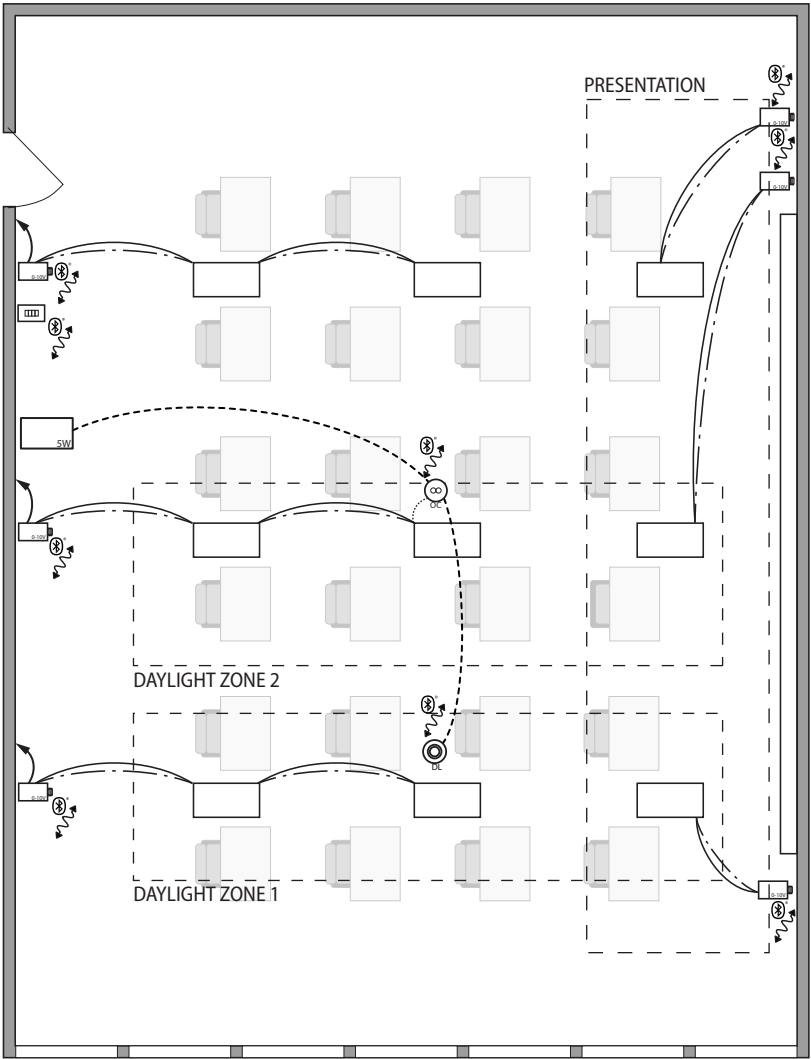 PRESENTATION
0-10V
0-10V
0-10V
5W
OC
0-10V
DAYLIGHT ZONE 2
DL
0-10V
DAYLIGHT ZONE 1
0-10V